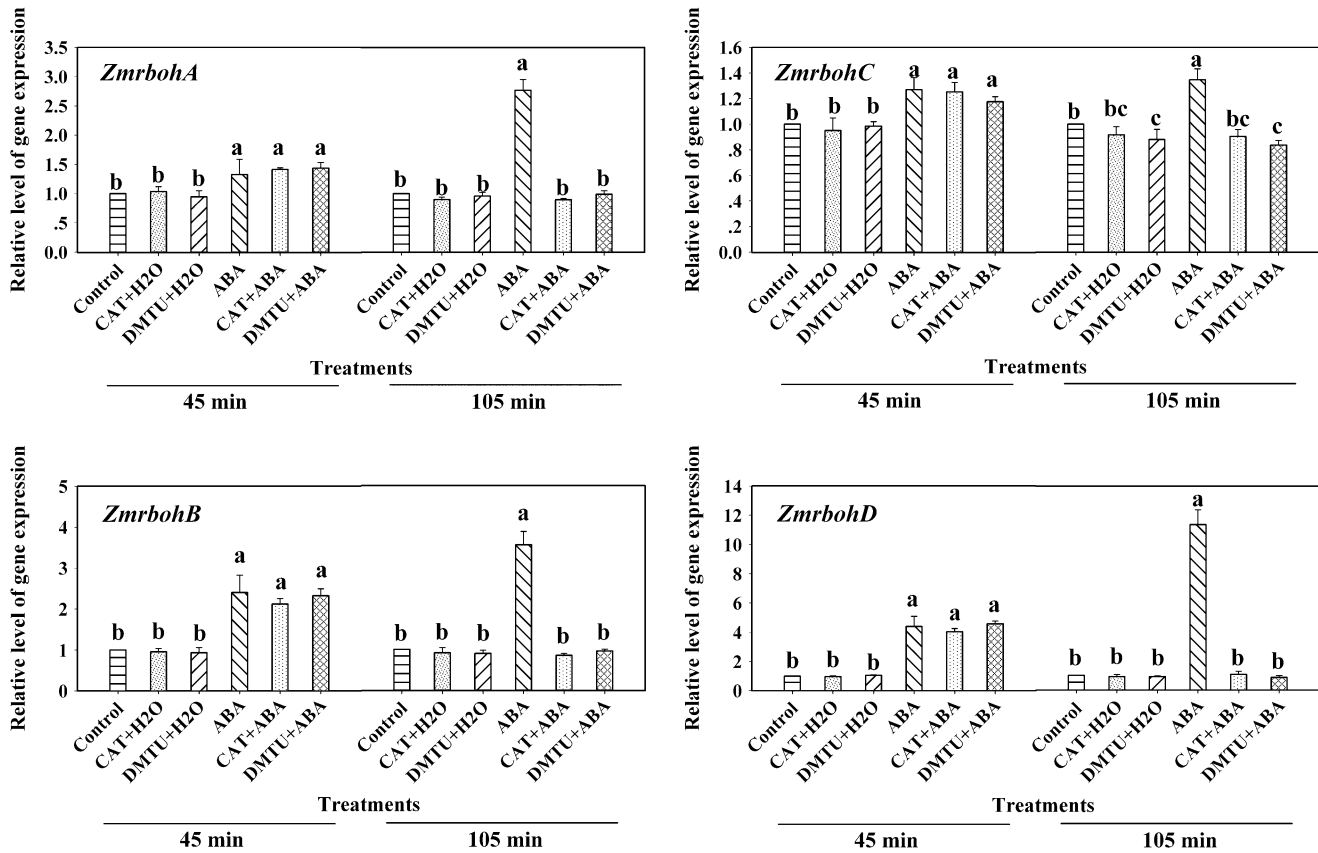 Relative level of gene expression
3.5
3.0
2.5
2.0
1.5
1.0
.5
0.0
ZmrbohA
b b b a a a b b b a b b
Control CAT+H2O DMTU+H2O ABA CAT+ABA DMTU+ABA Control CAT+H2O DMTU+H2O ABA CAT+ABA DMTU+ABA
Treatments
45 min 105 min
Relative level of gene expression
1.6
1.4
1.2
1.0
.8
.6
.4
.2
0.0
ZmrbohC
b b b a a a b bc c a bc c
Control CAT+H2O DMTU+H2O ABA CAT+ABA DMTU+ABA Control CAT+H2O DMTU+H2O ABA CAT+ABA DMTU+ABA
Treatments
45 min 105 min
Relative level of gene expression
5
4
3
2
1
0
ZmrbohB
b b b a a a b b b a b b
Control CAT+H2O DMTU+H2O ABA CAT+ABA DMTU+ABA Control CAT+H2O DMTU+H2O ABA CAT+ABA DMTU+ABA
Treatments
45 min 105 min
Relative level of gene expression
14
12
10
8
6
4
2
0
ZmrbohD
b b b a a a b b b a b b
Control CAT+H2O DMTU+H2O ABA CAT+ABA DMTU+ABA Control CAT+H2O DMTU+H2O ABA CAT+ABA DMTU+ABA
Treatments
45 min 105 min